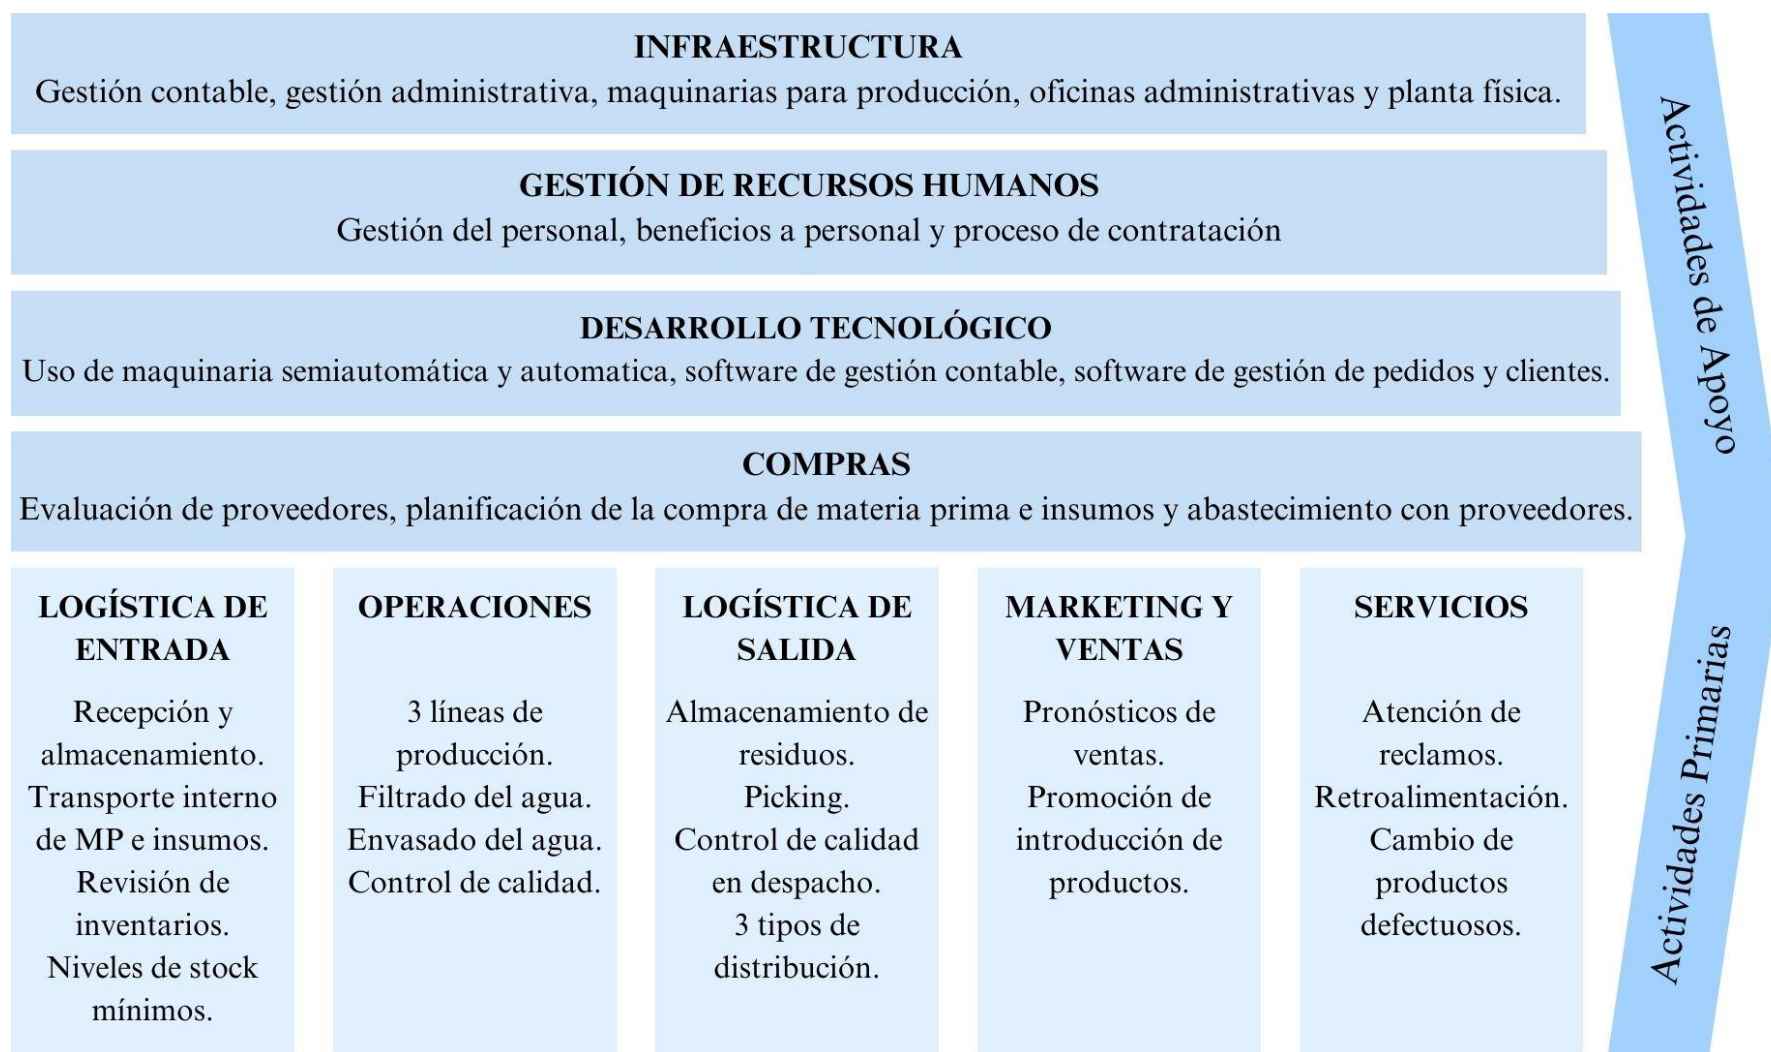 INFRAESTRUCTURA
Gestión contable, gestión administrativa, maquinarias para producción, oficinas administrativas y planta física.
GESTIÓN DE RECURSOS HUMANOS
Gestión del personal, beneficios a personal y proceso de contratación
DESARROLLO TECNOLÓGICO
Uso de maquinaria semiautomática y automatica, software de gestión contable, software de gestión de pedidos y clientes.
COMPRAS
Evaluación de proveedores, planificación de la compra de materia prima e insumos y abastecimiento con proveedores.
Actividades de Apoyo
LOGÍSTICA DE
ENTRADA
Recepción y
almacenamiento.
Transporte interno
de MP e insumos.
Revisión de
inventarios.
Niveles de stock
mínimos.
OPERACIONES
3 líneas de
producción.
Filtrado del agua.
Envasado del agua.
Control de calidad.
LOGÍSTICA DE
SALIDA
Almacenamiento de
residuos.
Picking.
Control de calidad
en despacho.
3 tipos de
distribución.
MARKETING Y
VENTAS
Pronósticos de
ventas.
Promoción de
introducción de
productos.
SERVICIOS
Atención de
reclamos.
Retroalimentación.
Cambio de
productos
defectuosos.
Actividades Primarias